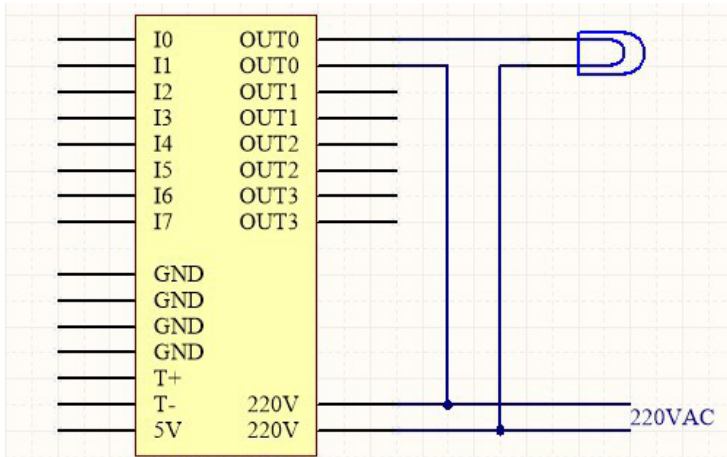 I0 OUT0
I1 OUT0
I2 OUT1
I3 OUT1
I4 OUT2
I5 OUT2
I6 OUT3
I7 OUT3
GND
GND
GND
GND
T+
T- 220V
5V 220V
220VAC